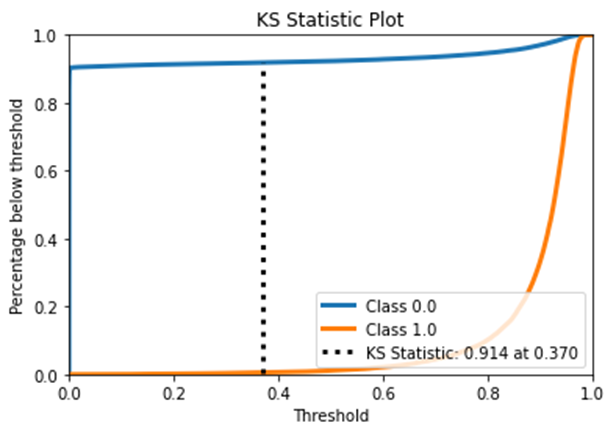 KS Statistic Plot
1.0
0.8
0.6
0.4
0.2
0.0
Percentage below threshold
Class 0.0
Class 1.0
KS Statistic: 0.914 at 0.370
0.0 0.2 0.4 0.6 0.8 1.0
Threshold